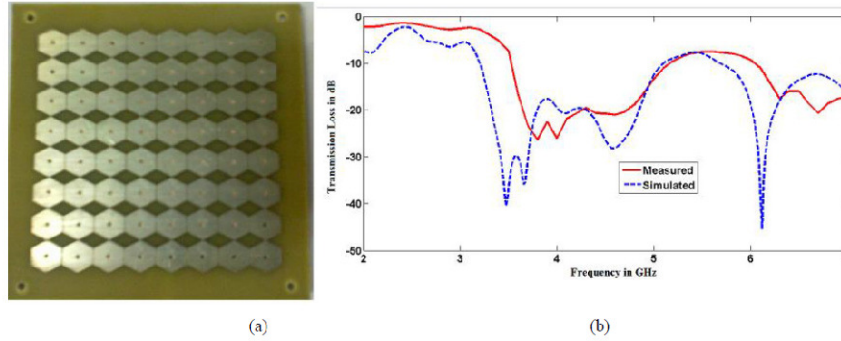 0
-10
-20
-30
-40
-50
Transmission Loss in dB
Measured
Simulated
2
3
4
5
6
Frequency in GHz
(a)
(b)